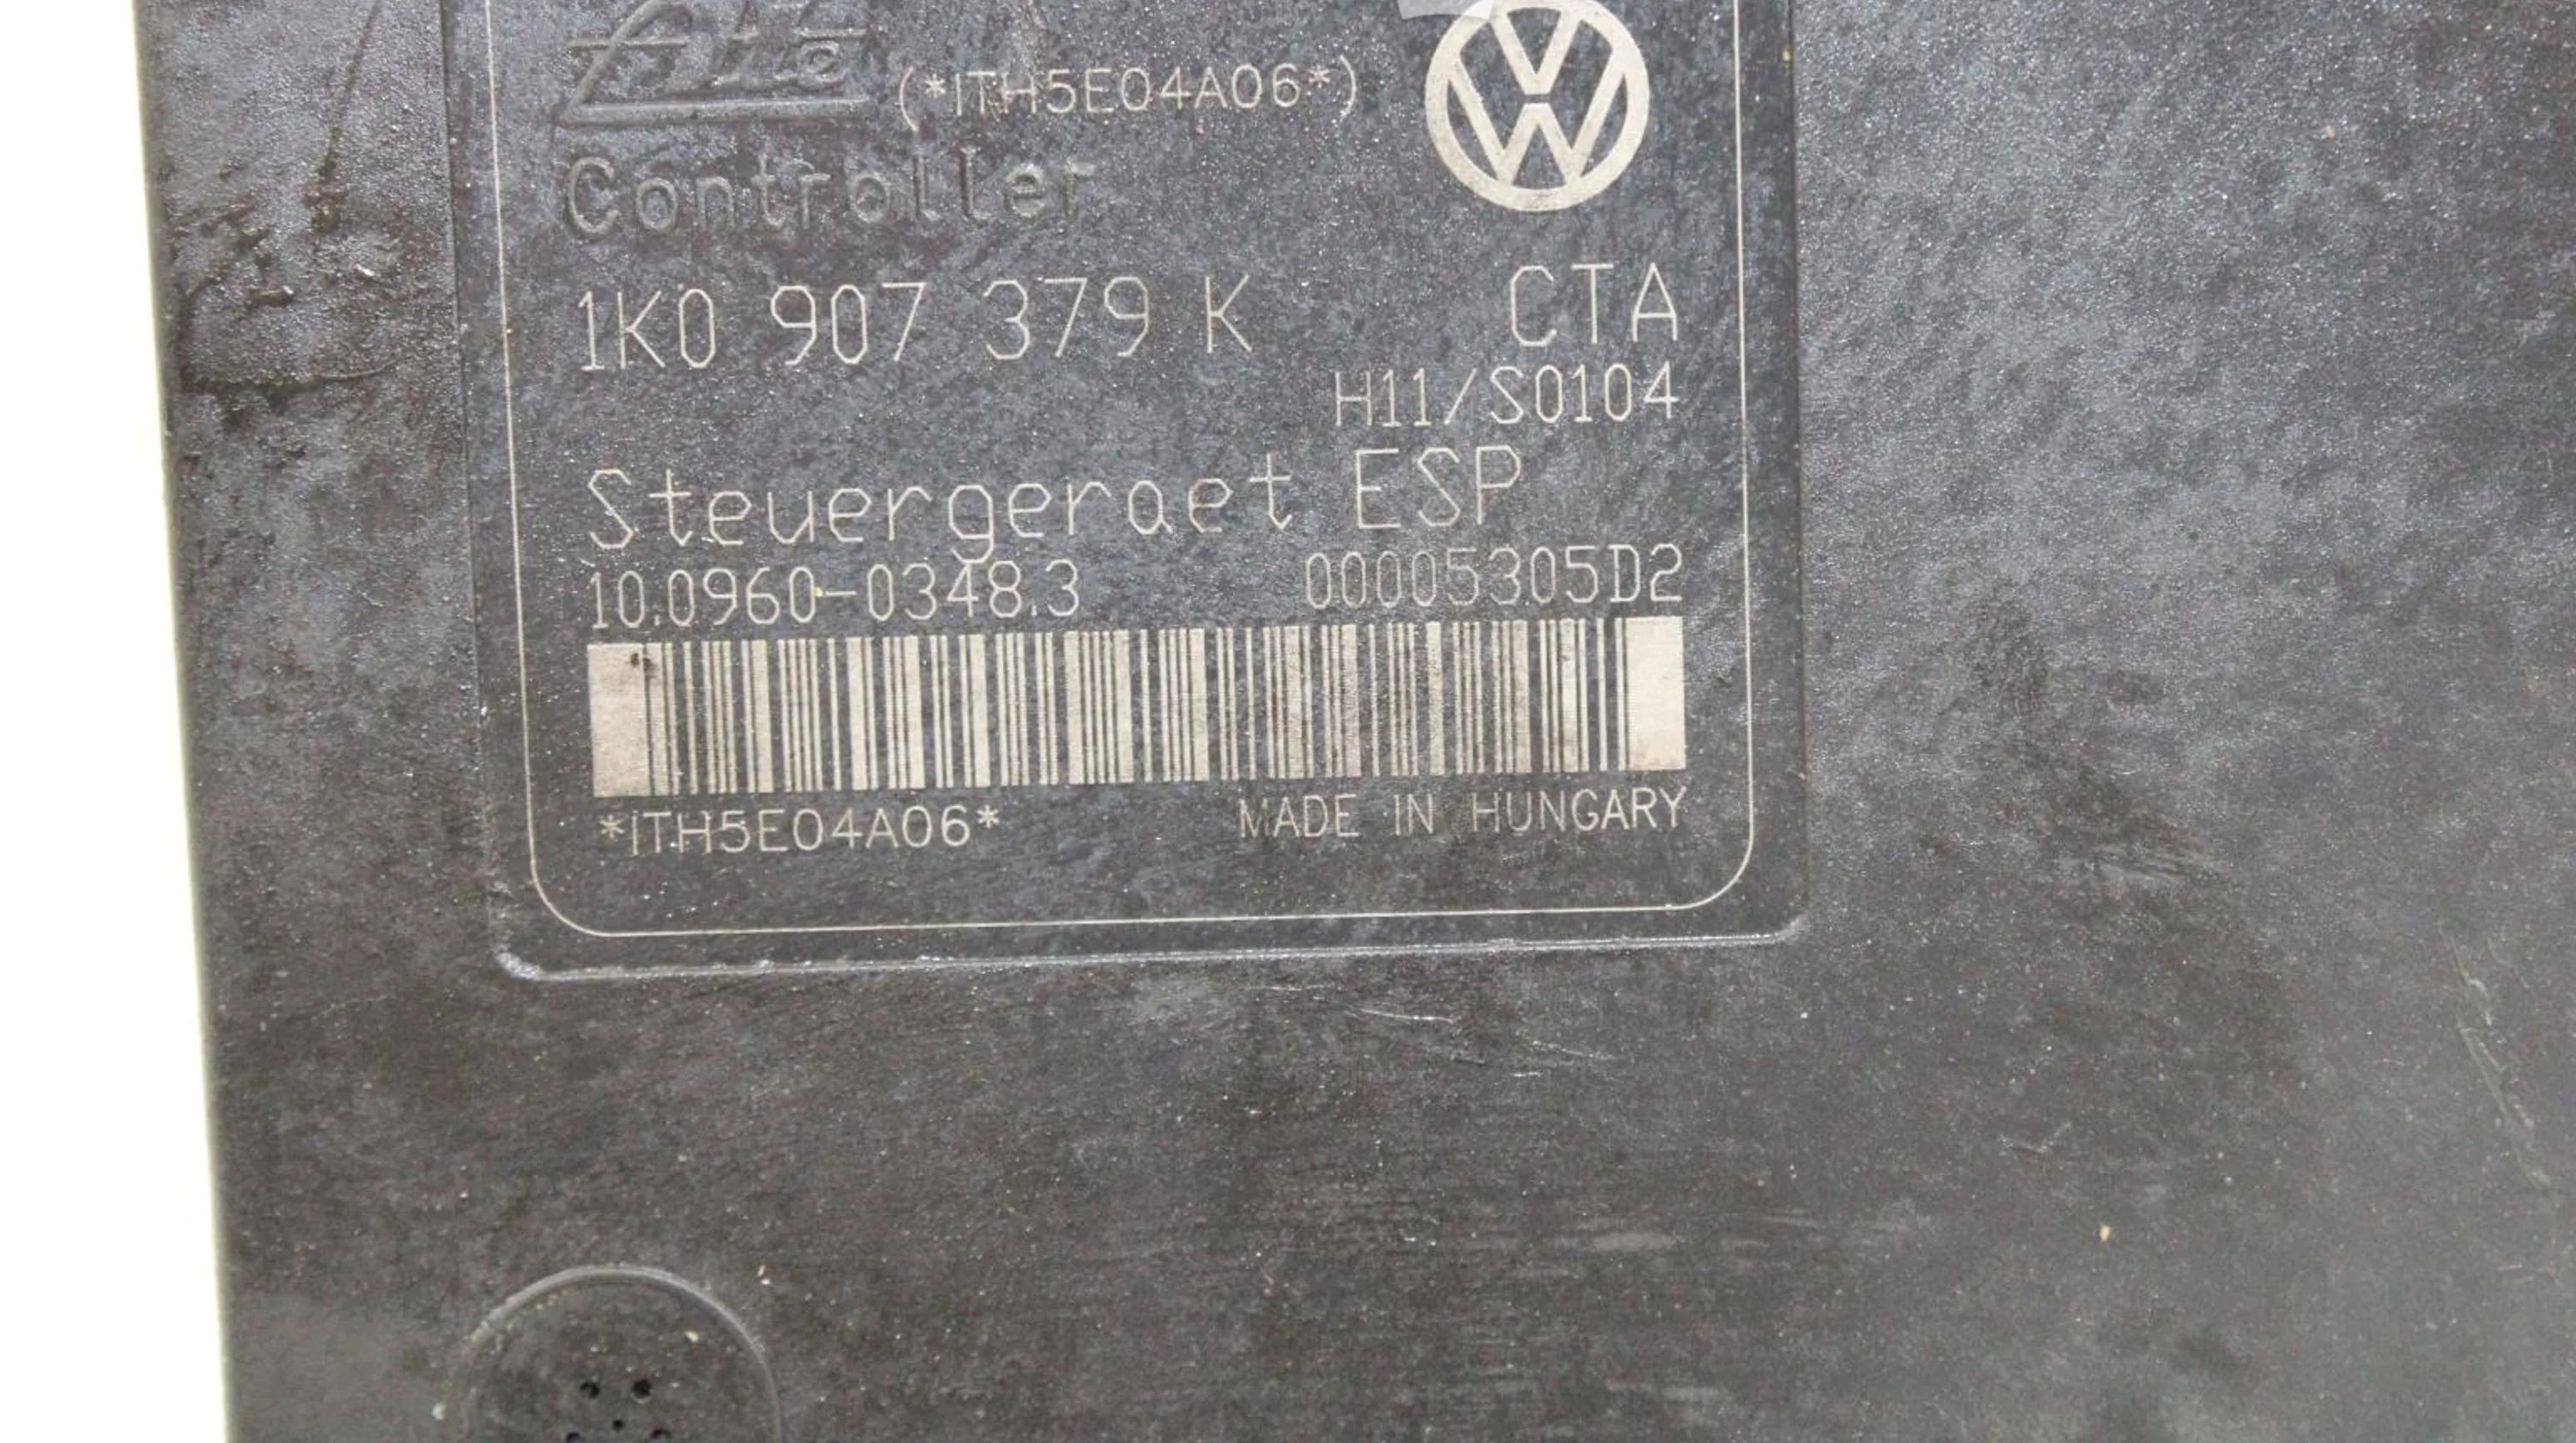 Ate (*ITH5E04A06*)
Controller
1K0 907 379 K CTA
H11/S0104
Steuergeraet ESP
10.0960-0348.3 00005305D2
*ITH5E04A06* MADE IN HUNGARY